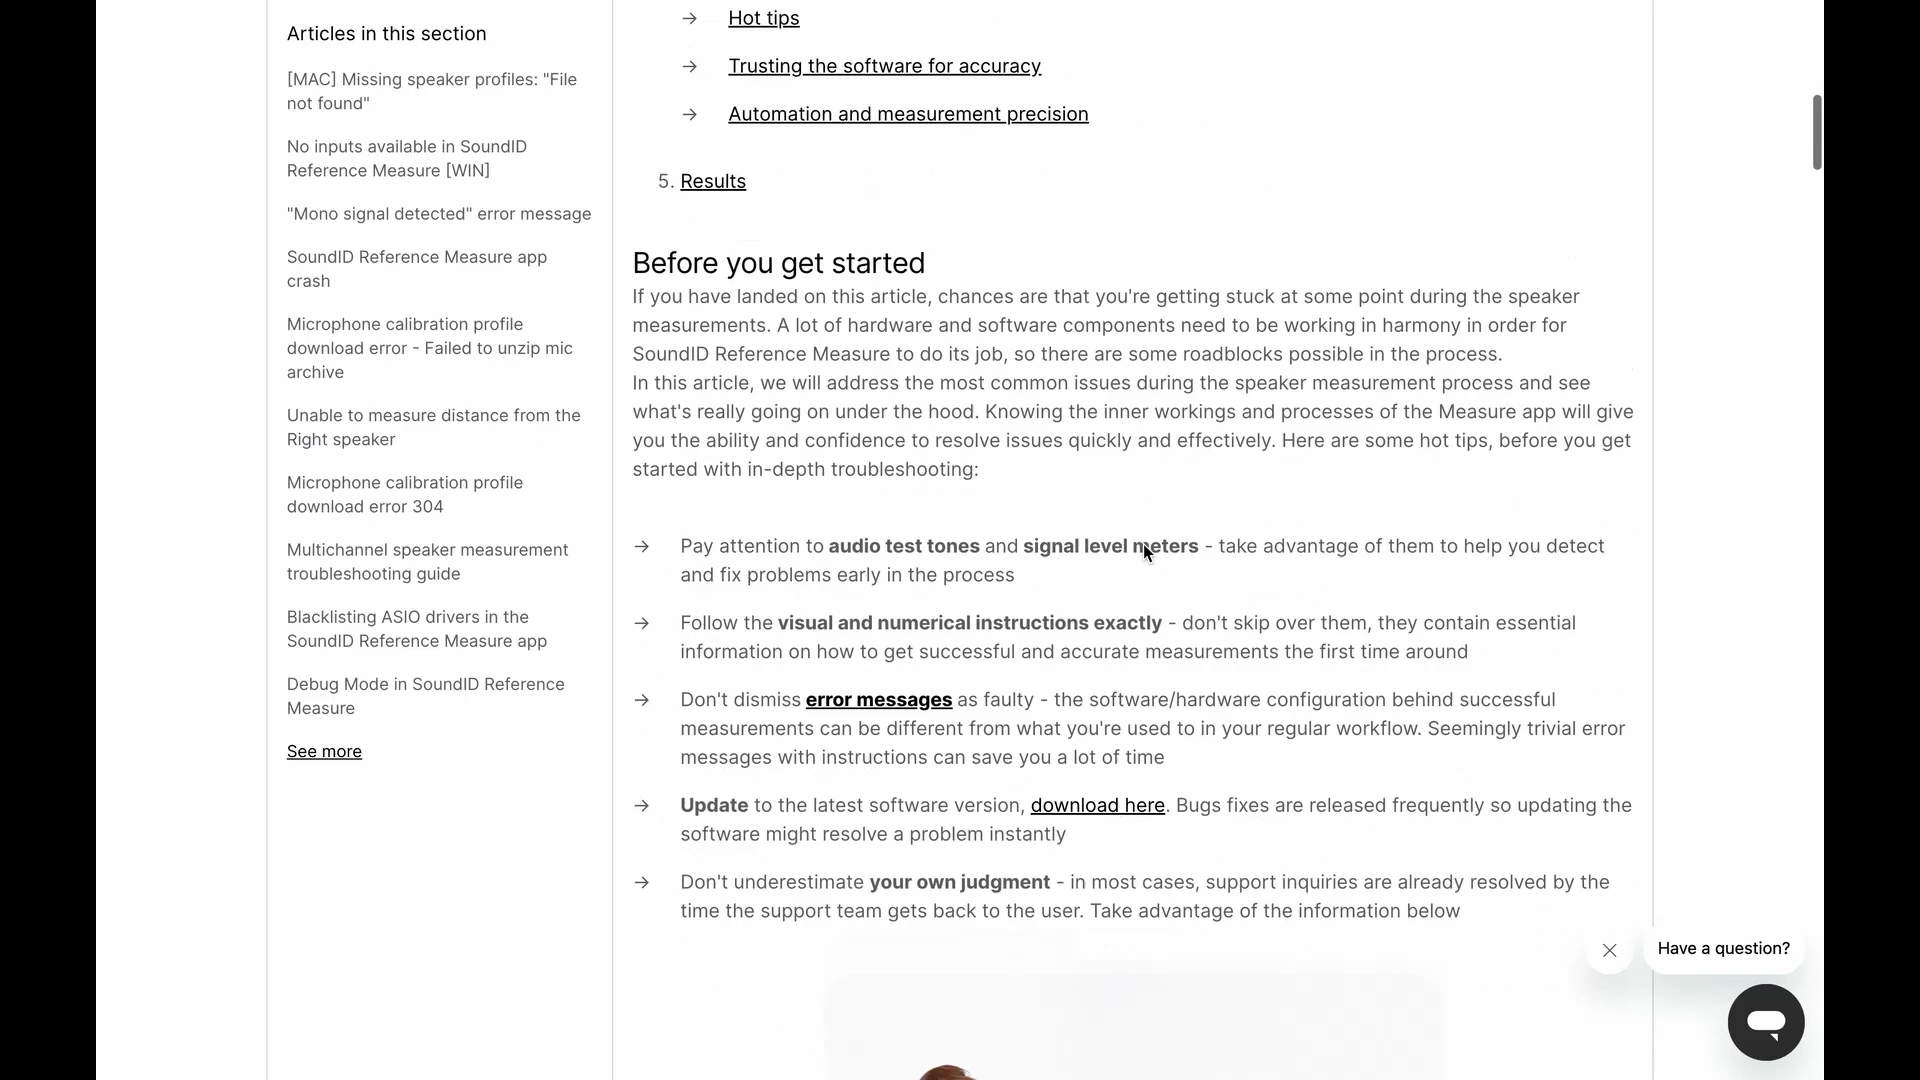 Articles in this section
[MAC] Missing speaker profiles: "File
not found"
No inputs available in SoundID
Reference Measure [WIN]
"Mono signal detected" error message
SoundID Reference Measure app
crash
Microphone calibration profile
download error - Failed to unzip mic
archive
Unable to measure distance from the
Right speaker
Microphone calibration profile
download error 304
Multichannel speaker measurement
troubleshooting guide
Blacklisting ASIO drivers in the
SoundID Reference Measure app
Debug Mode in SoundID Reference
Measure
See more
→ Hot tips
→ Trusting the software for accuracy
→ Automation and measurement precision
5. Results
Before you get started
If you have landed on this article, chances are that you're getting stuck at some point during the speaker
measurements. A lot of hardware and software components need to be working in harmony in order for
SoundID Reference Measure to do its job, so there are some roadblocks possible in the process.
In this article, we will address the most common issues during the speaker measurement process and see
what's really going on under the hood. Knowing the inner workings and processes of the Measure app will give
you the ability and confidence to resolve issues quickly and effectively. Here are some hot tips, before you get
started with in-depth troubleshooting:
→ Pay attention to audio test tones and signal level meters - take advantage of them to help you detect
and fix problems early in the process
→ Follow the visual and numerical instructions exactly - don't skip over them, they contain essential
information on how to get successful and accurate measurements the first time around
→ Don't dismiss error messages as faulty - the software/hardware configuration behind successful
measurements can be different from what you're used to in your regular workflow. Seemingly trivial error
messages with instructions can save you a lot of time
→ Update to the latest software version, download here. Bugs fixes are released frequently so updating the
software might resolve a problem instantly
→ Don't underestimate your own judgment - in most cases, support inquiries are already resolved by the
time the support team gets back to the user. Take advantage of the information below
Have a question?